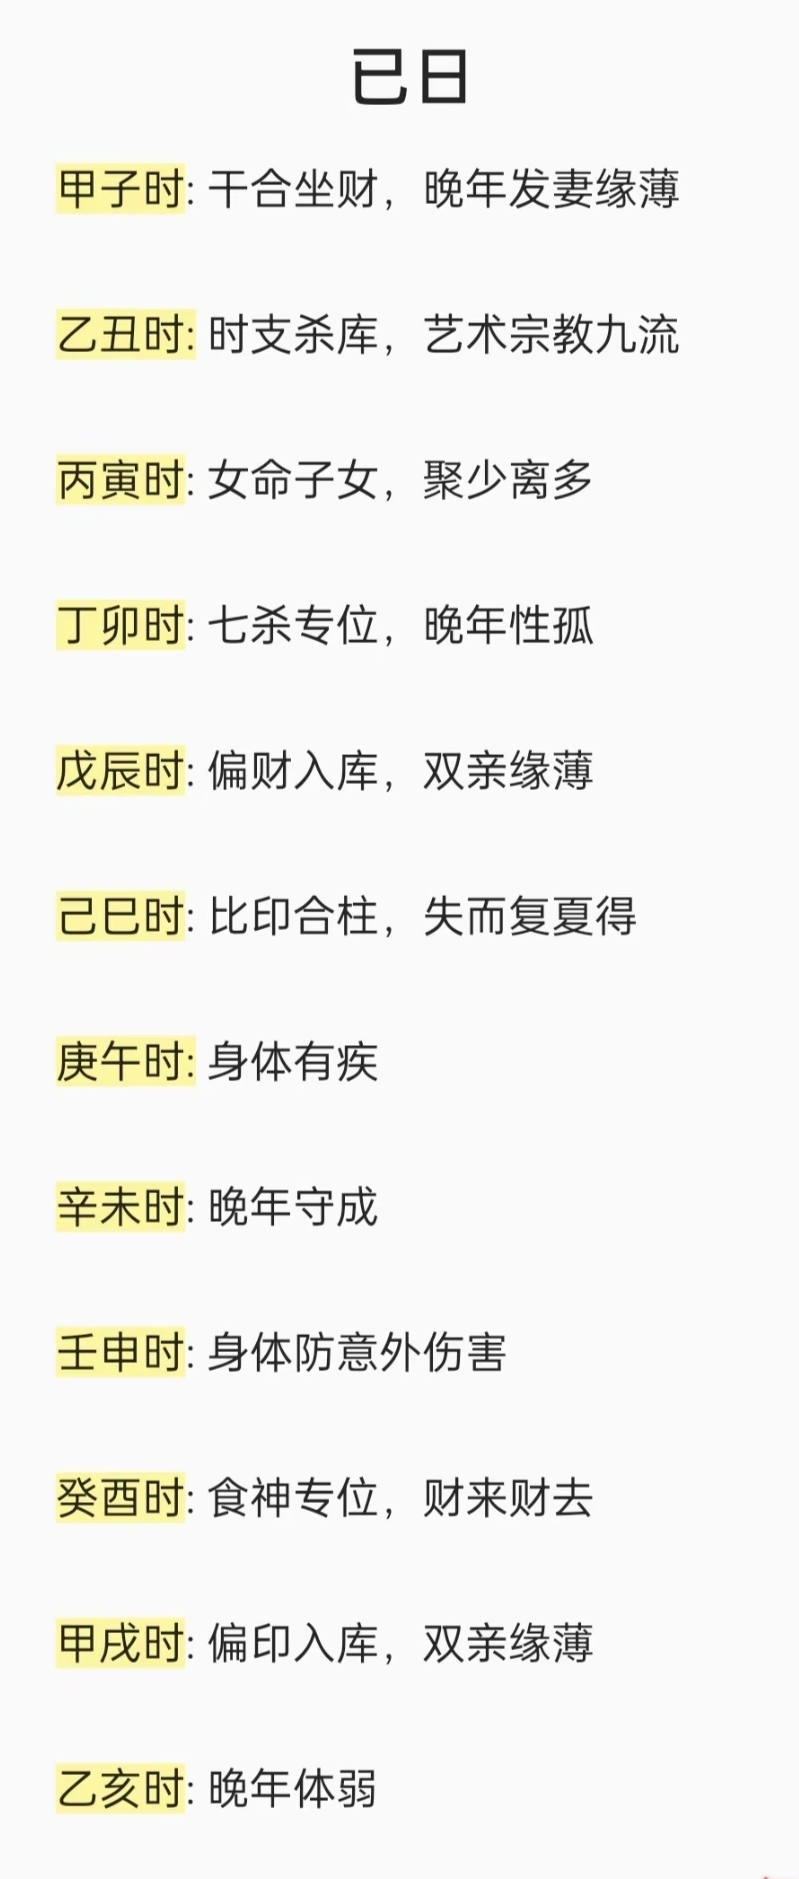 已日
甲子时: 干合坐财，晚年发妻缘薄
乙丑时: 时支杀库，艺术宗教九流
丙寅时: 女命子女，聚少离多
丁卯时: 七杀专位，晚年性孤
戊辰时: 偏财入库，双亲缘薄
己巳时: 比印合柱，失而复夏得
庚午时: 身体有疾
辛未时: 晚年守成
壬申时: 身体防意外伤害
癸酉时: 食神专位，财来财去
甲戌时: 偏印入库，双亲缘薄
乙亥时: 晚年体弱